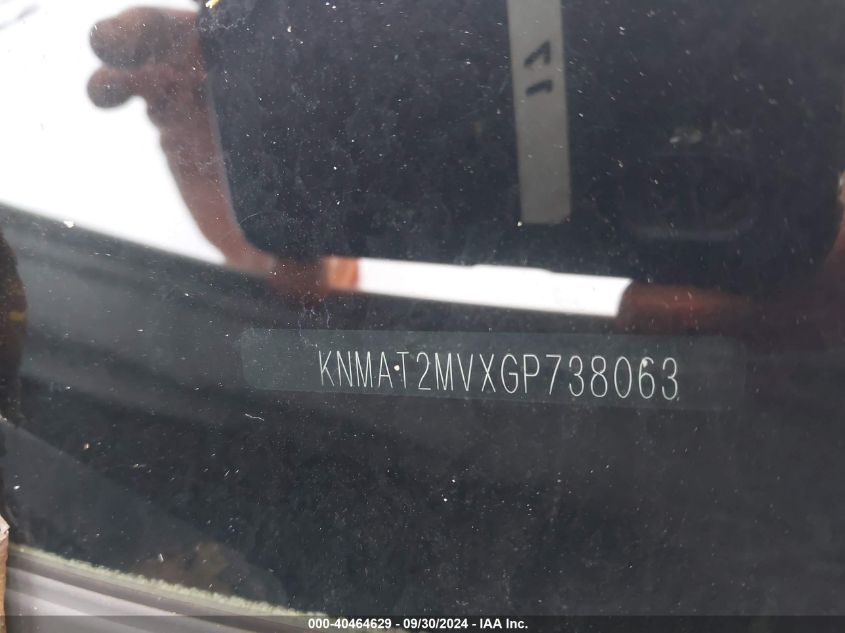 KNMAT2MVXGP738063
000-40464629 - 09/30/2024 - IAA Inc.